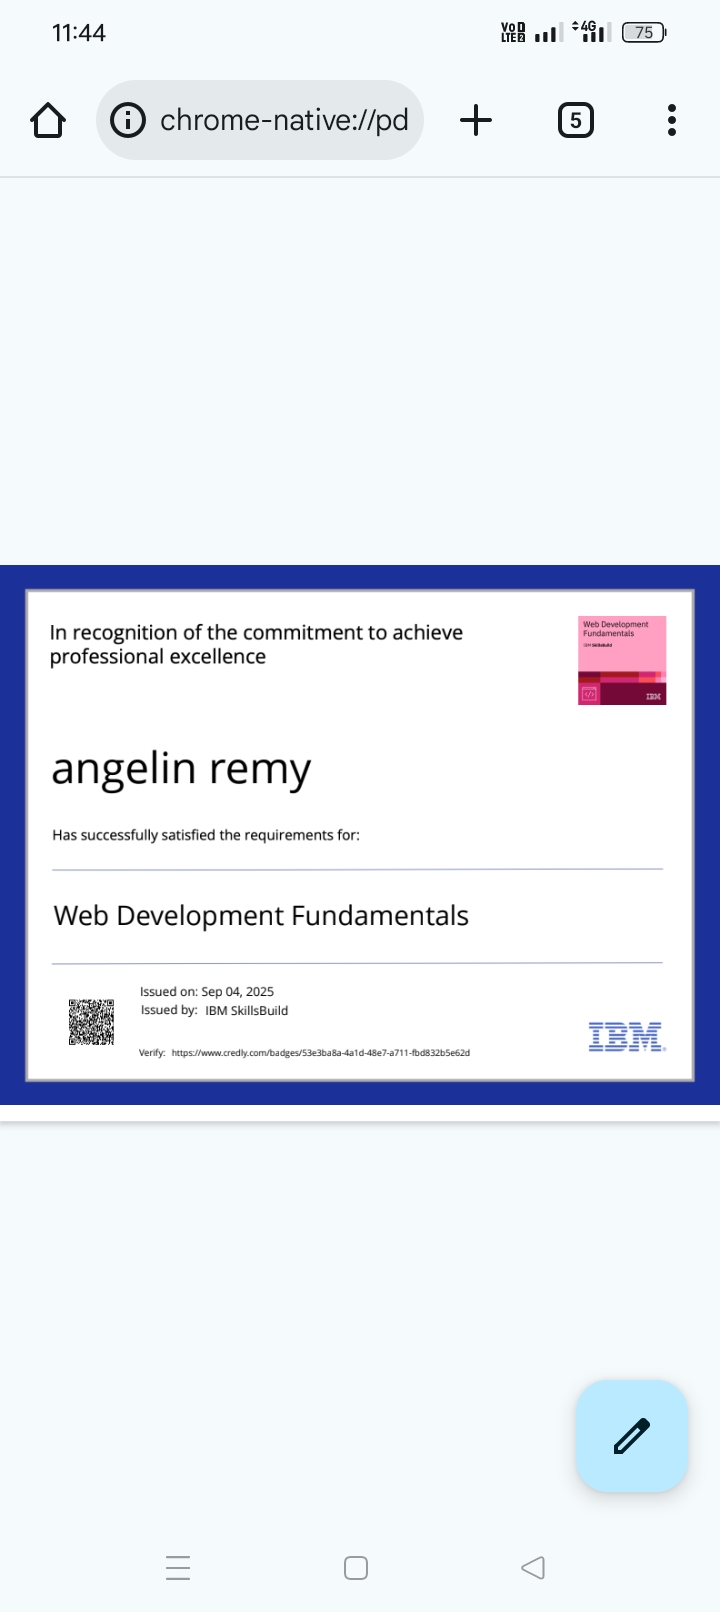 11:44
Vo D
LTE 2
4G
75
chrome-native://pd
5
In recognition of the commitment to achieve
professional excellence
Web Development
Fundamentals
IBM SkillsBuild
</>
IBM
angelin remy
Has successfully satisfied the requirements for:
Web Development Fundamentals
Issued on: Sep 04, 2025
Issued by: IBM SkillsBuild
Verify: https://www.credly.com/badges/53e3ba8a-4a1d-48e7-a711-fbd832b5e62d
IBM®